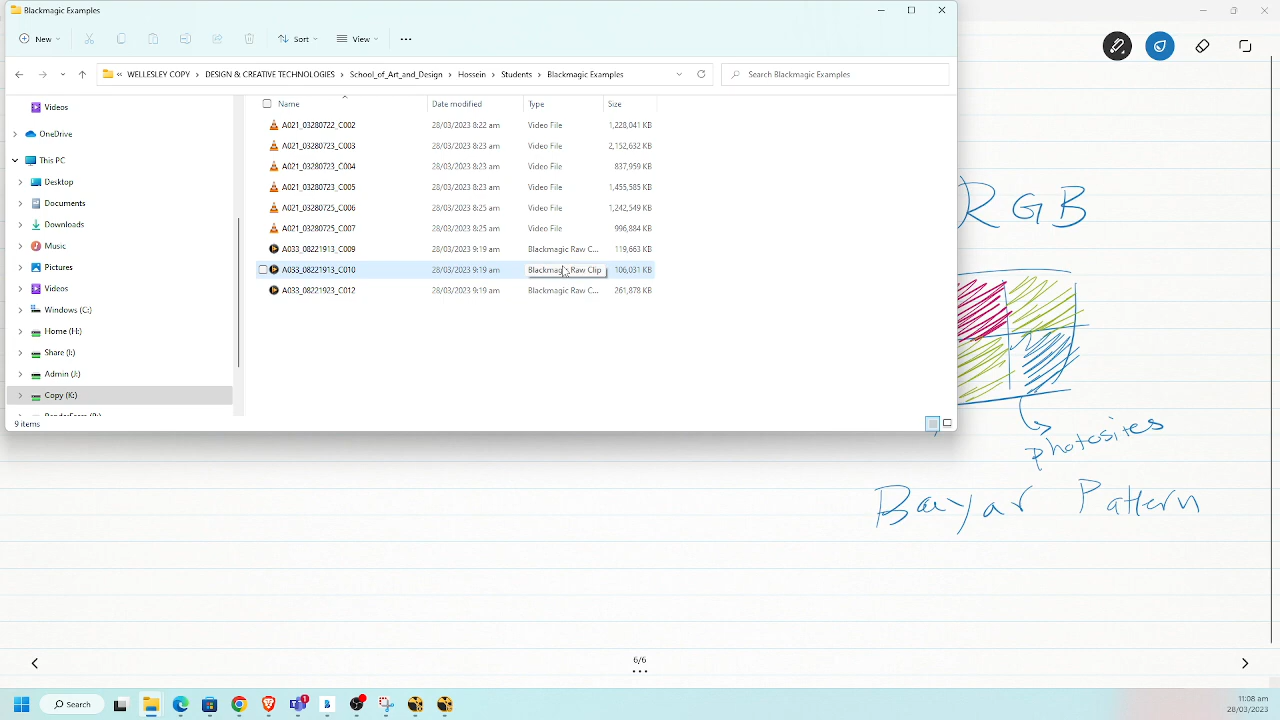 Blackmagic Examples
New
Sort
View
WELLESLEY COPY > DESIGN & CREATIVE TECHNOLOGIES > School_of_Art_and_Design > Hossein > Students > Blackmagic Examples
Search Blackmagic Examples
Name Date modified Type Size
A021_03280722_C002 28/03/2023 8:22 am Video File 1,228,041 KB
A021_03280723_C003 28/03/2023 8:23 am Video File 2,152,632 KB
A021_03280723_C004 28/03/2023 8:23 am Video File 837,959 KB
A021_03280723_C005 28/03/2023 8:23 am Video File 1,455,585 KB
A021_03280725_C006 28/03/2023 8:25 am Video File 1,242,549 KB
A021_03280725_C007 28/03/2023 8:25 am Video File 996,884 KB
A033_08221913_C009 28/03/2023 9:19 am Blackmagic Raw C... 119,663 KB
A033_08221913_C010 28/03/2023 9:19 am Blackmagic Raw Clip 106,031 KB
A033_08221923_C012 28/03/2023 9:19 am Blackmagic Raw C... 261,878 KB
Videos
OneDrive
This PC
Desktop
Documents
Downloads
Music
Pictures
Videos
Windows (C:)
Home (H:)
Share (I:)
Admin (J:)
Copy (K:)
9 items
RGB
photosites
Bayar Pattern
6/6
Search
11:08 am
28/03/2023